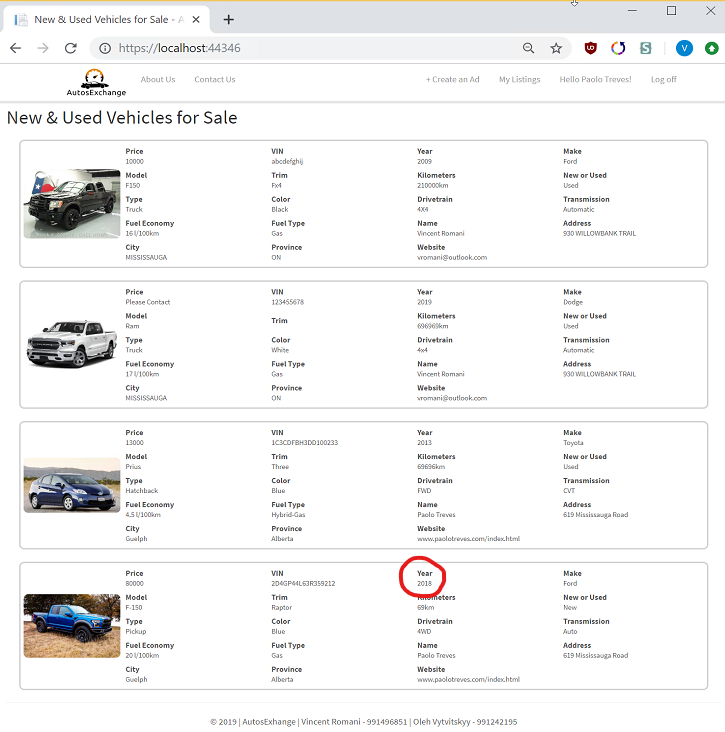 New & Used Vehicles for Sale - A
https://localhost:44346
V
AutosExchange About Us Contact Us + Create an Ad My Listings Hello Paolo Treves! Log off
New & Used Vehicles for Sale
Price VIN Year Make
10000 abcdefghij 2009 Ford
Model Trim Kilometers New or Used
F150 Fx4 210000km Used
Type Color Drivetrain Transmission
Truck Black 4X4 Automatic
Fuel Economy Fuel Type Name Address
16 l/100km Gas Vincent Romani 930 WILLOWBANK TRAIL
City Province Website
MISSISSAUGA ON vromani@outlook.com
Price VIN Year Make
Please Contact 123455678 2019 Dodge
Model Trim Kilometers New or Used
Ram 696969km Used
Type Color Drivetrain Transmission
Truck White 4x4 Automatic
Fuel Economy Fuel Type Name Address
17 l/100km Gas Vincent Romani 930 WILLOWBANK TRAIL
City Province Website
MISSISSAUGA ON vromani@outlook.com
Price VIN Year Make
13000 1C3CDFBH3DD100233 2013 Toyota
Model Trim Kilometers New or Used
Prius Three 69696km Used
Type Color Drivetrain Transmission
Hatchback Blue FWD CVT
Fuel Economy Fuel Type Name Address
4.5 l/100km Hybrid-Gas Paolo Treves 619 Mississauga Road
City Province Website
Guelph Alberta www.paolotreves.com/index.html
Price VIN Year Make
80000 2D4GP44L63R359212 2018 Ford
Model Trim Kilometers New or Used
F-150 Raptor 69km New
Type Color Drivetrain Transmission
Pickup Blue 4WD Auto
Fuel Economy Fuel Type Name Address
20 l/100km Gas Paolo Treves 619 Mississauga Road
City Province Website
Guelph Alberta www.paolotreves.com/index.html
© 2019 | AutosExhange | Vincent Romani - 991496851 | Oleh Vytvitskyy - 991242195